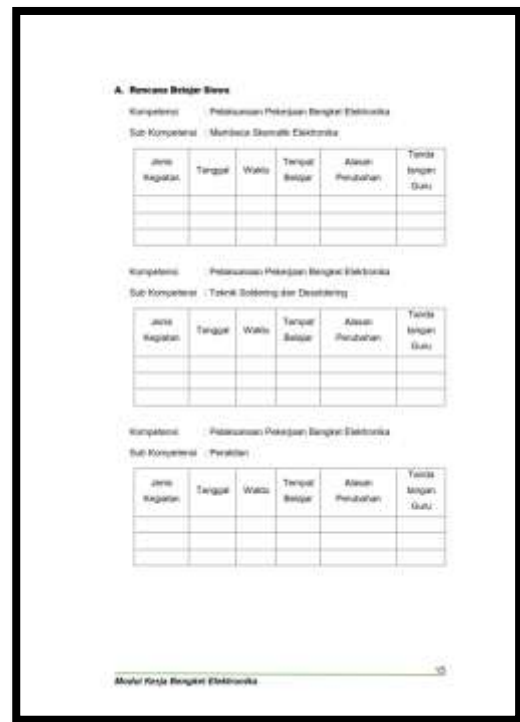 A. Rencana Belajar Siswa
Kompetensi : Pelaksanaan Pekerjaan Bengkel Elektronika
Sub Kompetensi : Membaca Skematik Elektronika
Jenis Kegiatan Tanggal Waktu Tempat Belajar Alasan Perubahan Tanda tangan Guru
Kompetensi : Pelaksanaan Pekerjaan Bengkel Elektronika
Sub Kompetensi : Teknik Soldering dan Desoldering
Jenis Kegiatan Tanggal Waktu Tempat Belajar Alasan Perubahan Tanda tangan Guru
Kompetensi : Pelaksanaan Pekerjaan Bengkel Elektronika
Sub Kompetensi : Perakitan
Jenis Kegiatan Tanggal Waktu Tempat Belajar Alasan Perubahan Tanda tangan Guru
Modul Kerja Bengkel Elektronika